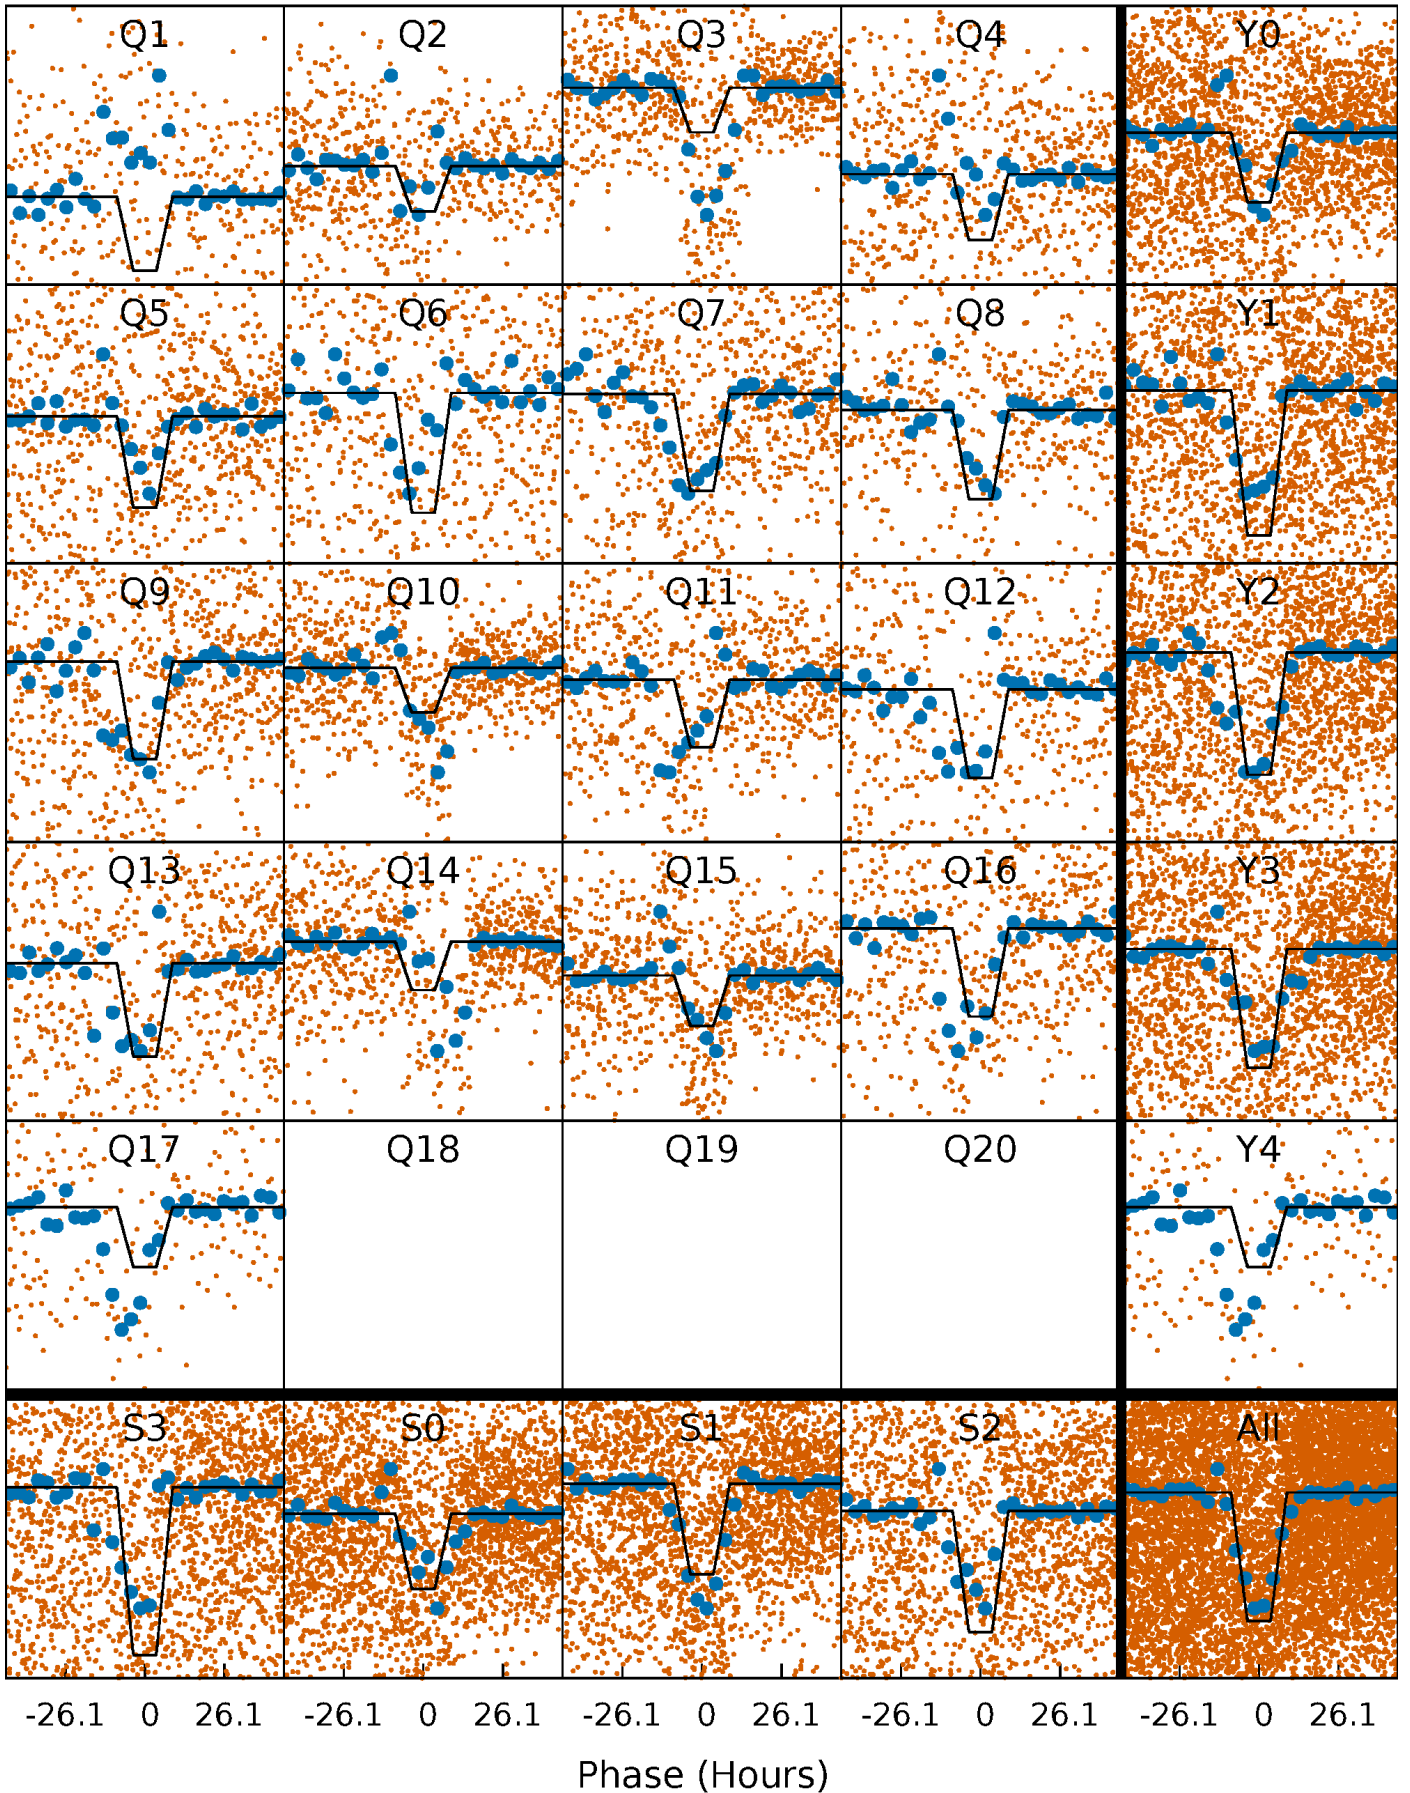 Q1 Q2 Q3 Q4 Y0
Q5 Q6 Q7 Q8 Y1
Q9 Q10 Q11 Q12 Y2
Q13 Q14 Q15 Q16 Y3
Q17 Q18 Q19 Q20 Y4
S3 S0 S1 S2 All
-26.1 0 26.1 -26.1 0 26.1 -26.1 0 26.1 -26.1 0 26.1 -26.1 0 26.1
Phase (Hours)